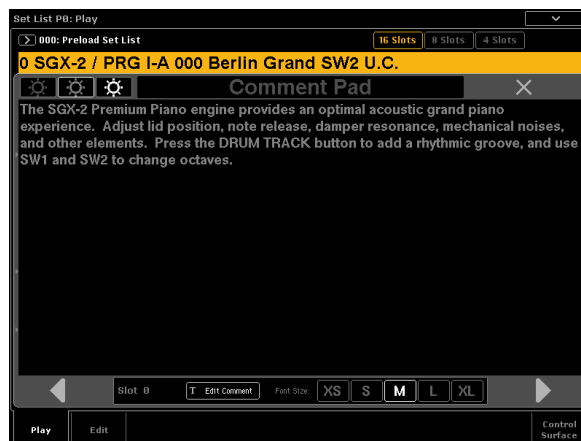 Set List P0: Play
000: Preload Set List
16 Slots
8 Slots
4 Slots
0 SGX-2 / PRG I-A 000 Berlin Grand SW2 U.C.
Comment Pad
The SGX-2 Premium Piano engine provides an optimal acoustic grand piano
experience.  Adjust lid position, note release, damper resonance, mechanical noises,
and other elements.  Press the DRUM TRACK button to add a rhythmic groove, and use
SW1 and SW2 to change octaves.
Slot 0
T Edit Comment
Font Size:
XS
S
M
L
XL
Play
Edit
Control
Surface